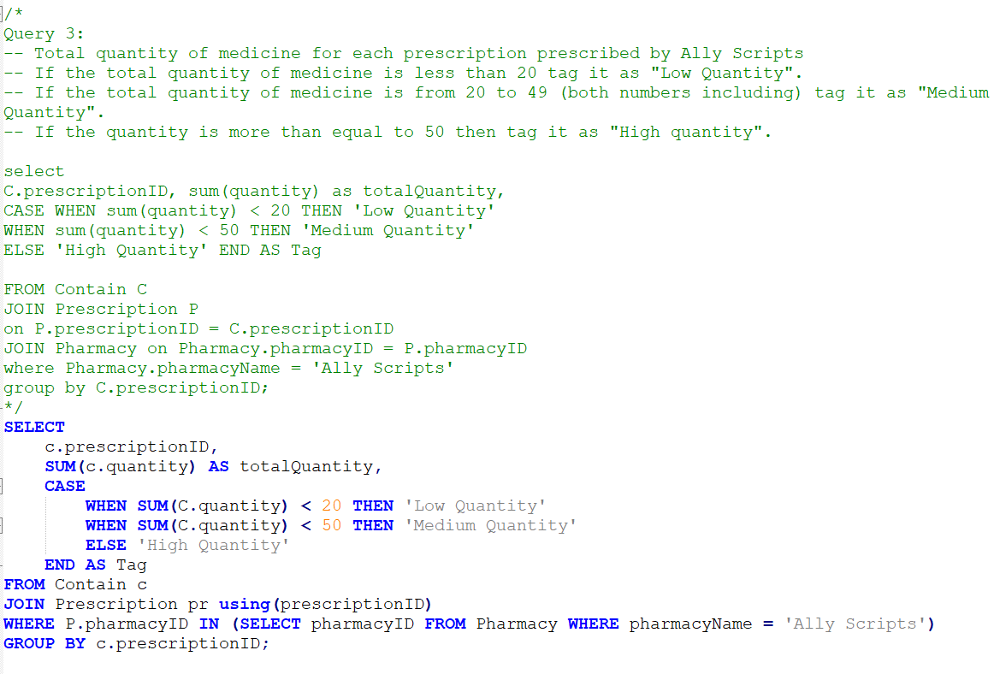 /*
Query 3:
-- Total quantity of medicine for each prescription prescribed by Ally Scripts
-- If the total quantity of medicine is less than 20 tag it as "Low Quantity".
-- If the total quantity of medicine is from 20 to 49 (both numbers including) tag it as "Medium
Quantity".
-- If the quantity is more than equal to 50 then tag it as "High quantity".

select
C.prescriptionID, sum(quantity) as totalQuantity,
CASE WHEN sum(quantity) < 20 THEN 'Low Quantity'
WHEN sum(quantity) < 50 THEN 'Medium Quantity'
ELSE 'High Quantity' END AS Tag

FROM Contain C
JOIN Prescription P
on P.prescriptionID = C.prescriptionID
JOIN Pharmacy on Pharmacy.pharmacyID = P.pharmacyID
where Pharmacy.pharmacyName = 'Ally Scripts'
group by C.prescriptionID;
*/
SELECT
    c.prescriptionID,
    SUM(c.quantity) AS totalQuantity,
    CASE
        WHEN SUM(C.quantity) < 20 THEN 'Low Quantity'
        WHEN SUM(C.quantity) < 50 THEN 'Medium Quantity'
        ELSE 'High Quantity'
    END AS Tag
FROM Contain c
JOIN Prescription pr using(prescriptionID)
WHERE P.pharmacyID IN (SELECT pharmacyID FROM Pharmacy WHERE pharmacyName = 'Ally Scripts')
GROUP BY c.prescriptionID;